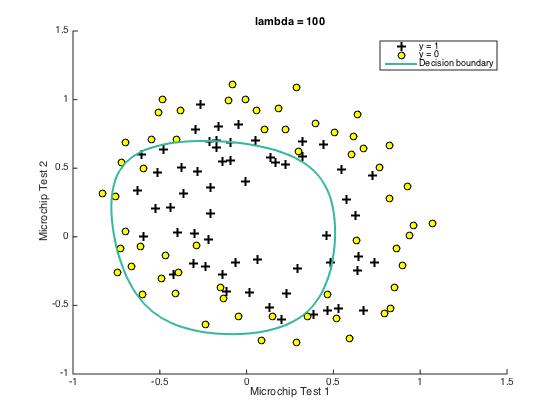 lambda = 100
1.5
y = 1
y = 0
Decision boundary
1
0.5
Microchip Test 2
0
-0.5
-1
-1
-0.5
0
0.5
1
1.5
Microchip Test 1